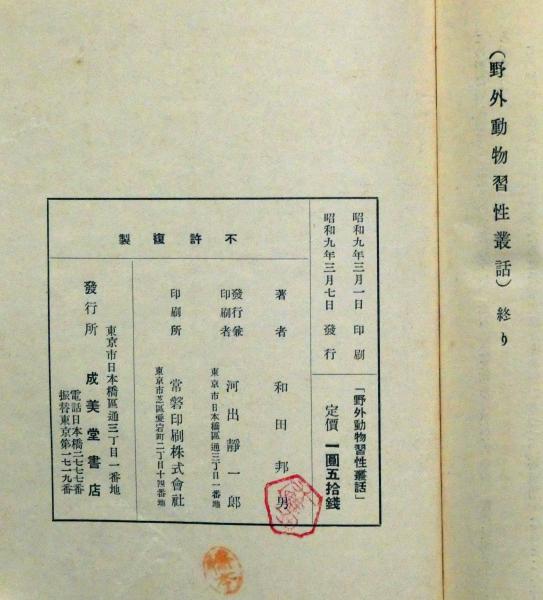 （野外動物習性叢話）終り
昭和九年三月一日印刷
昭和九年三月七日發行
「野外動物習性叢話」
定價一圓五拾錢
不許復製
著者 和田邦男
發行兼印刷者
東京市日本橋區通三丁目一番地
河出靜一郎
印刷所
東京市芝區愛宕町二丁目十四番地
常磐印刷株式會社
發行所
東京市日本橋區通三丁目一番地
成美堂書店
電話日本橋二七七七番
振替東京第一七一九番